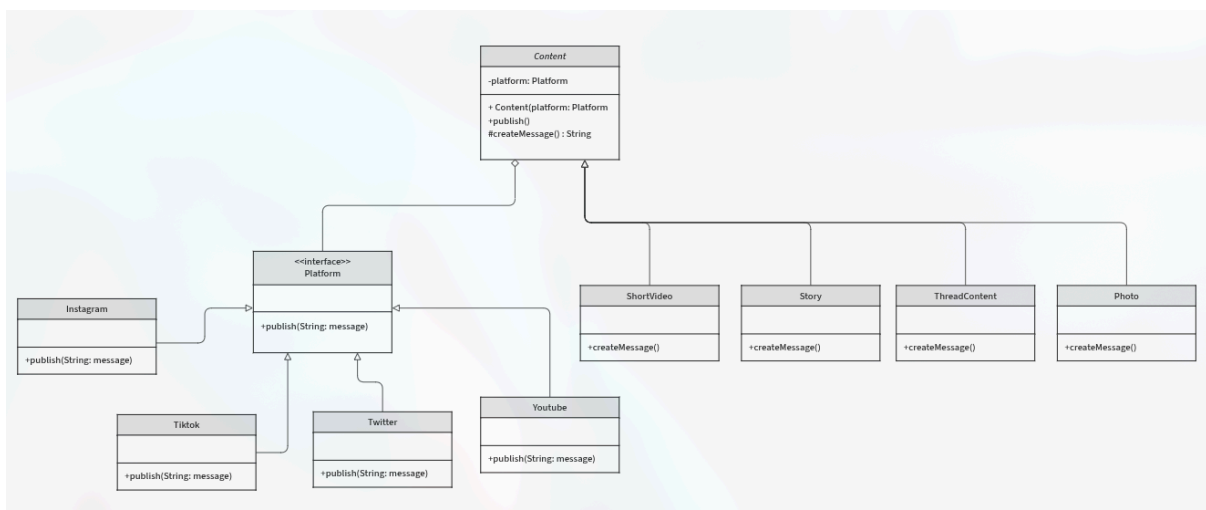 Content
-platform: Platform
+ Content(platform: Platform
+publish()
#createMessage() : String
<<interface>>
Platform
+publish(String: message)
Instagram
+publish(String: message)
Tiktok
+publish(String: message)
Twitter
+publish(String: message)
Youtube
+publish(String: message)
ShortVideo
+createMessage()
Story
+createMessage()
ThreadContent
+createMessage()
Photo
+createMessage()